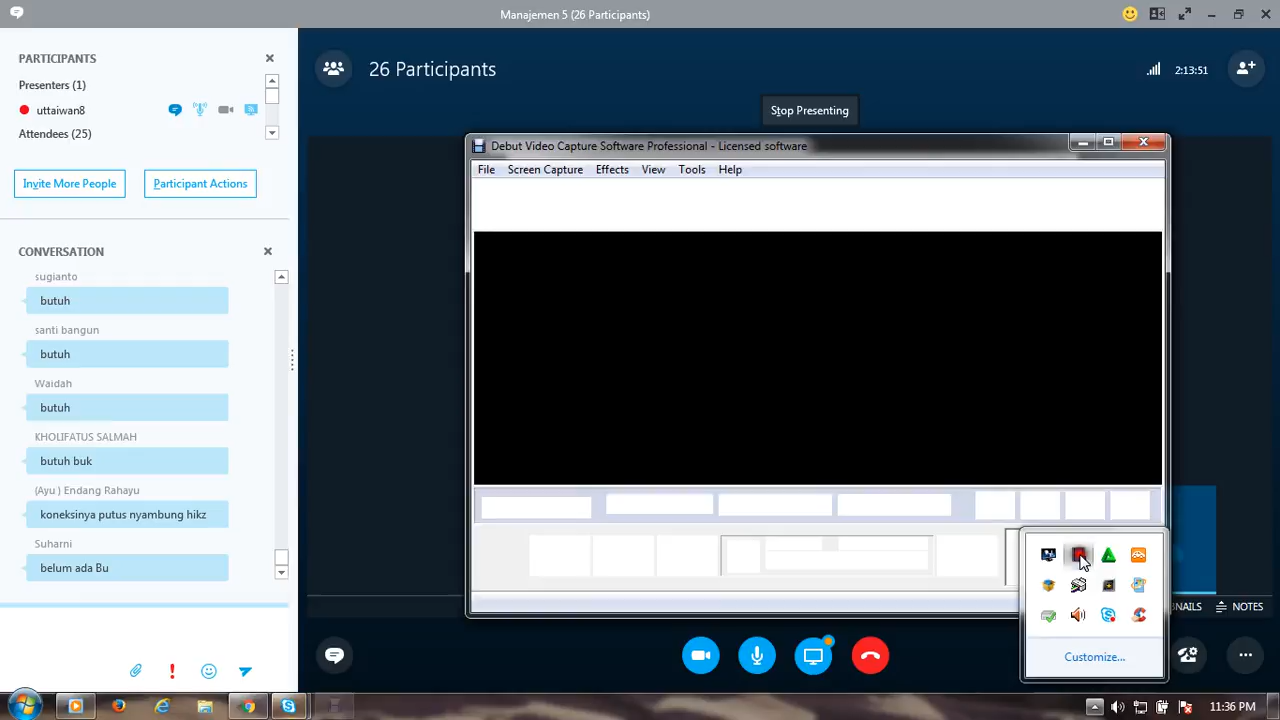 Manajemen 5 (26 Participants)
PARTICIPANTS
Presenters (1)
uttaiwan8
Attendees (25)
Invite More People
Participant Actions
CONVERSATION
sugianto
butuh
santi bangun
butuh
Waidah
butuh
KHOLIFATUS SALMAH
butuh buk
(Ayu ) Endang Rahayu
koneksinya putus nyambung hikz
Suharni
belum ada Bu
26 Participants
2:13:51
Stop Presenting
Debut Video Capture Software Professional - Licensed software
File Screen Capture Effects View Tools Help
Customize...
NOTES
11:36 PM